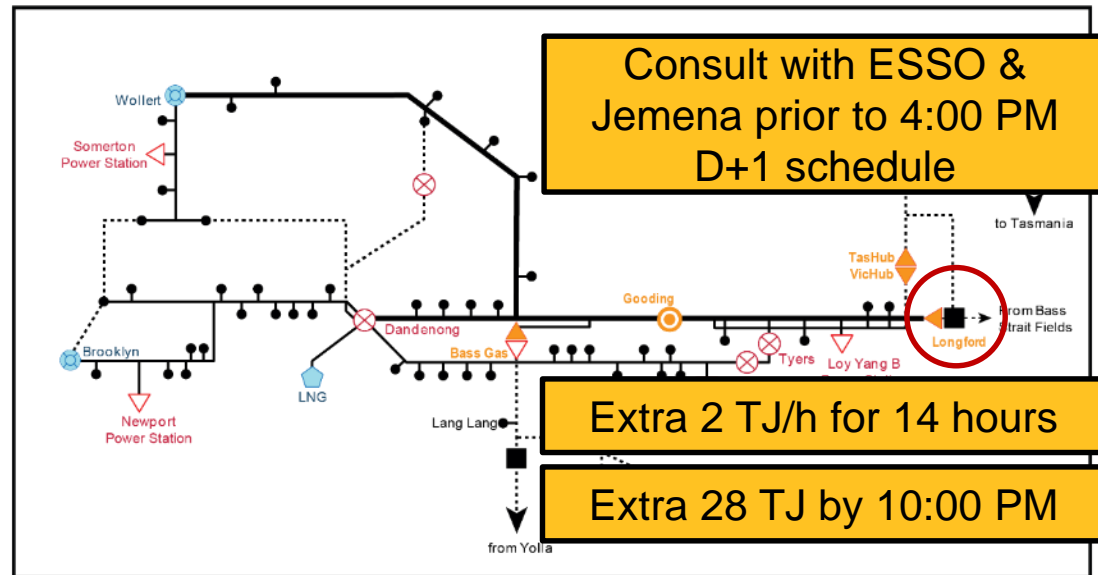 Consult with ESSO &
Jemena prior to 4:00 PM
D+1 schedule
Wollert
Somerton
Power Station
to Tasmania
TasHub
VicHub
Gooding
From Bass
Strait Fields
Longford
Dandenong
Bass Gas
Tyers
Loy Yang B
Brooklyn
LNG
Newport
Power Station
Lang Lang
Extra 2 TJ/h for 14 hours
Extra 28 TJ by 10:00 PM
from Yolla